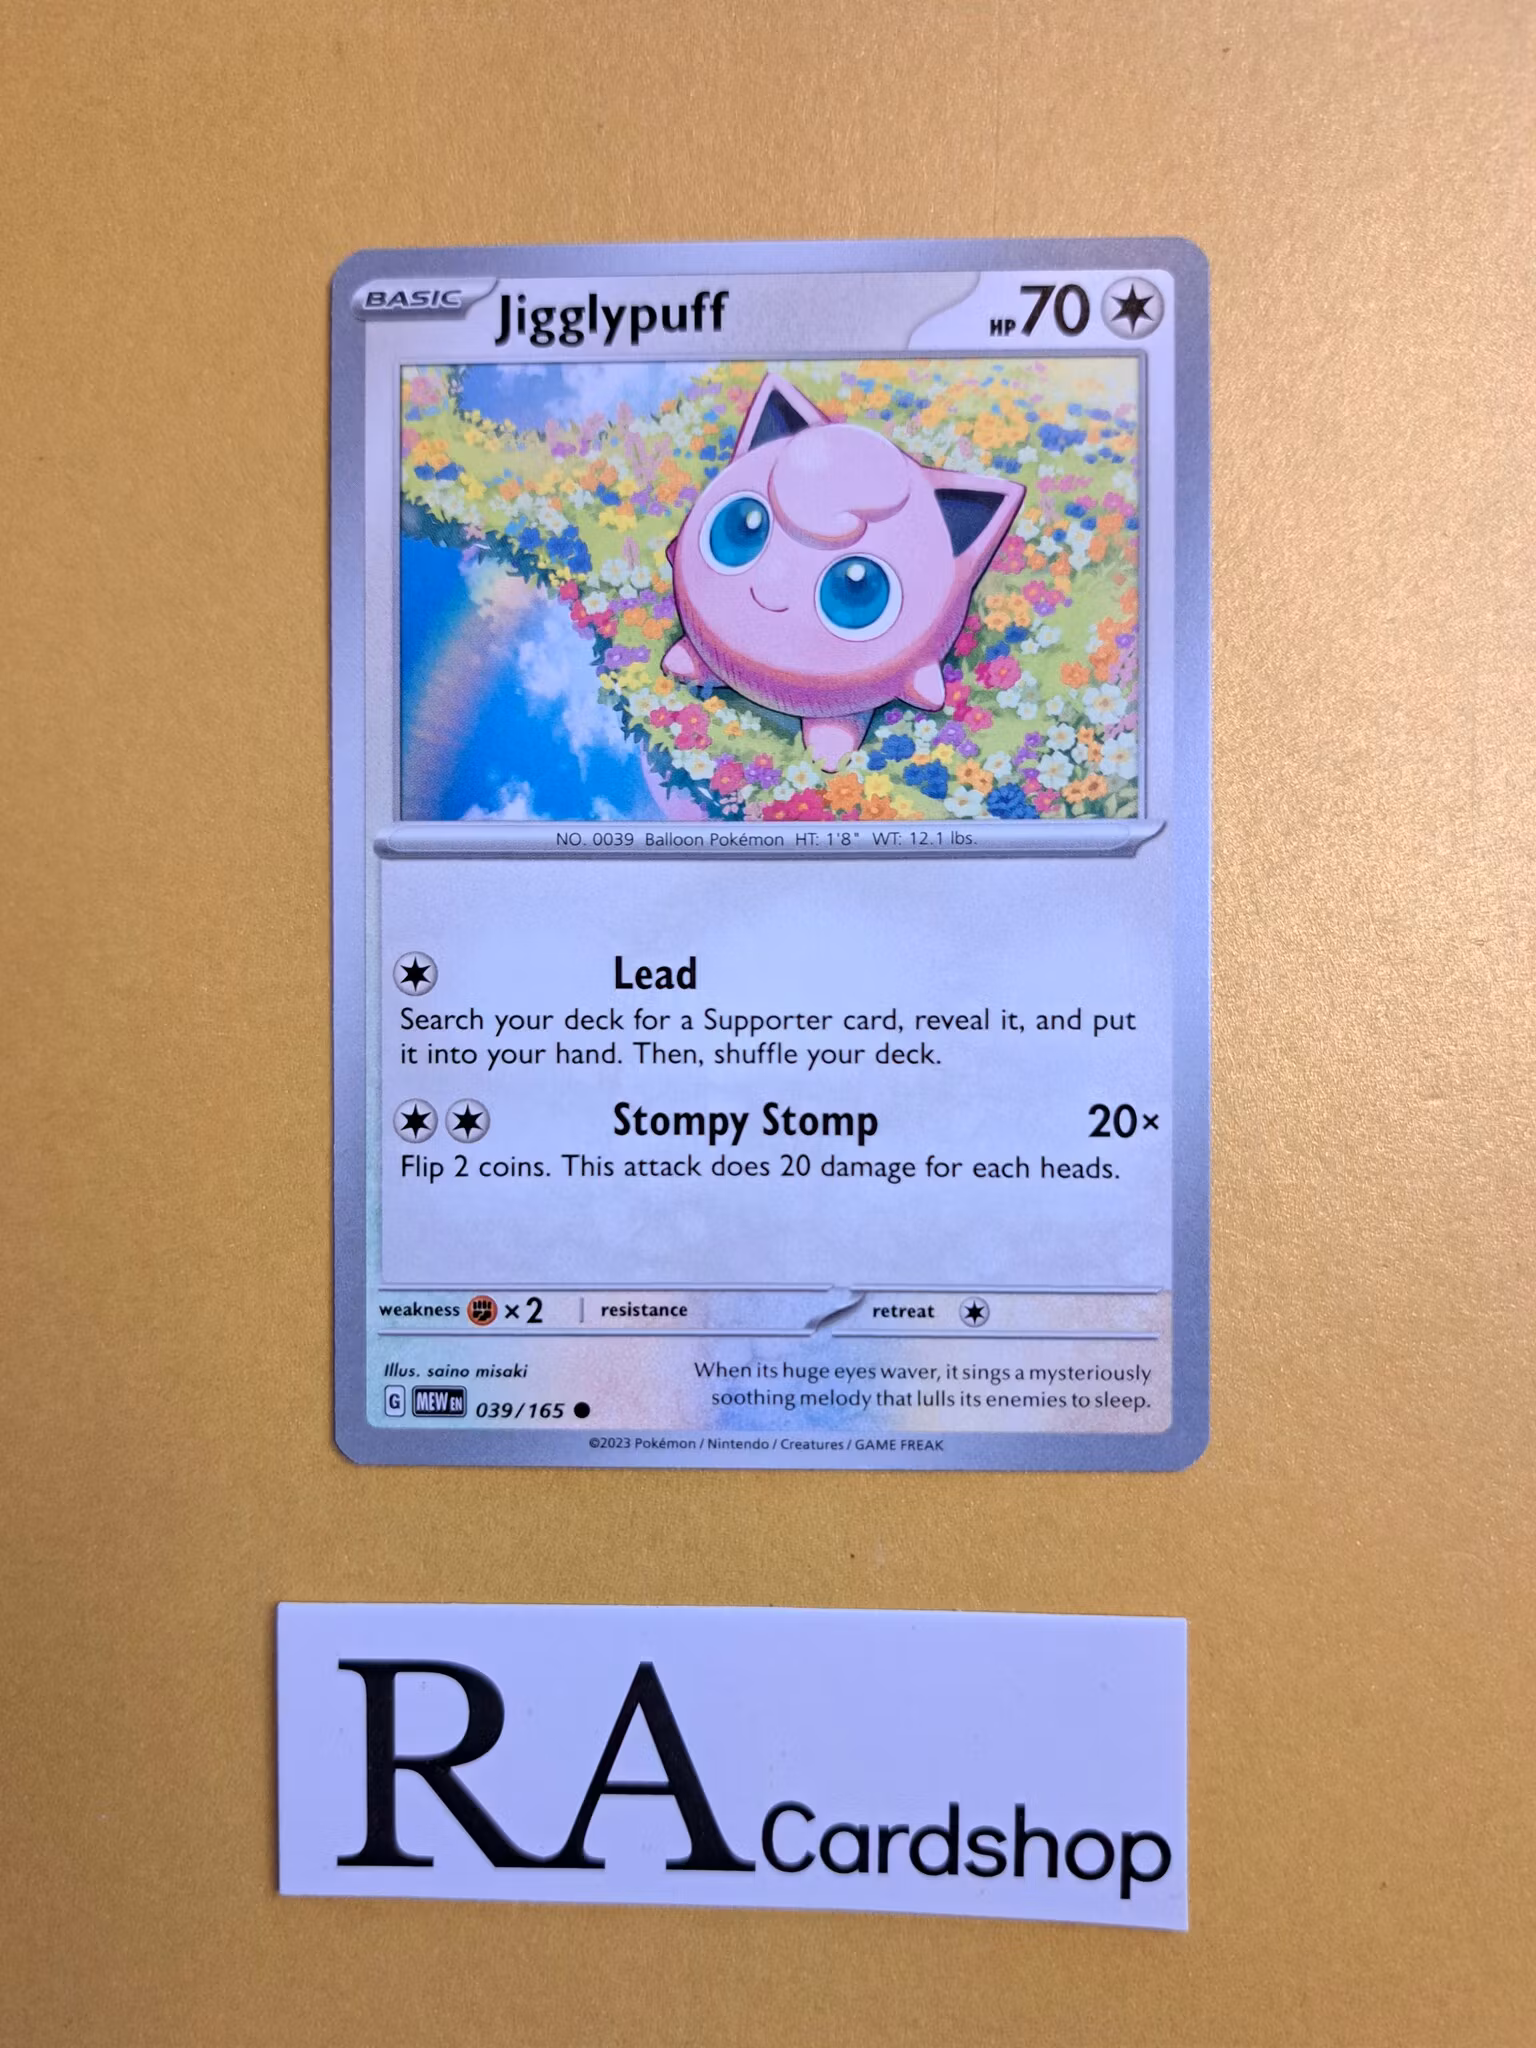 BASIC Jigglypuff HP 70
NO. 0039 Balloon Pokémon HT: 1'8" WT: 12.1 lbs.
Lead
Search your deck for a Supporter card, reveal it, and put
it into your hand. Then, shuffle your deck.
Stompy Stomp 20×
Flip 2 coins. This attack does 20 damage for each heads.
weakness ×2 resistance retreat
Illus. saino misaki
When its huge eyes waver, it sings a mysteriously
soothing melody that lulls its enemies to sleep.
G MEW EN 039/165
©2023 Pokémon / Nintendo / Creatures / GAME FREAK
RA Cardshop